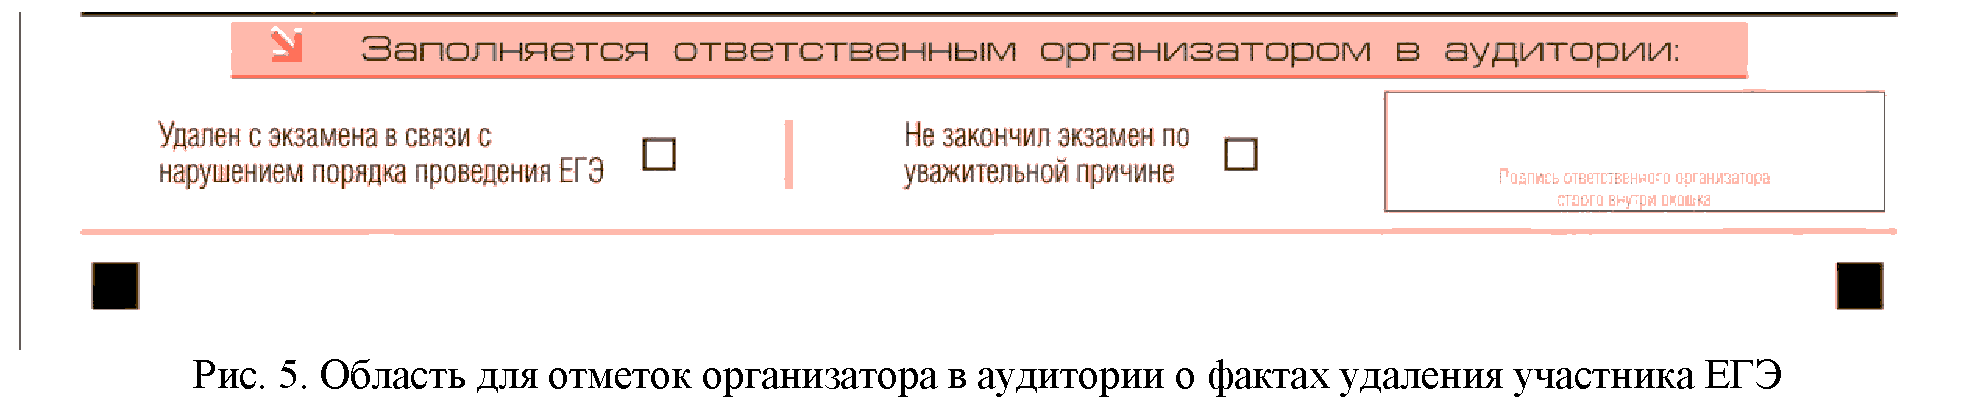 Заполняется ответственным организатором в аудитории:
Удален с экзамена в связи с
нарушением порядка проведения ЕГЭ
Не закончил экзамен по
уважительной причине
Подпись ответственного организатора
строго внутри окошка
Рис. 5. Область для отметок организатора в аудитории о фактах удаления участника ЕГЭ